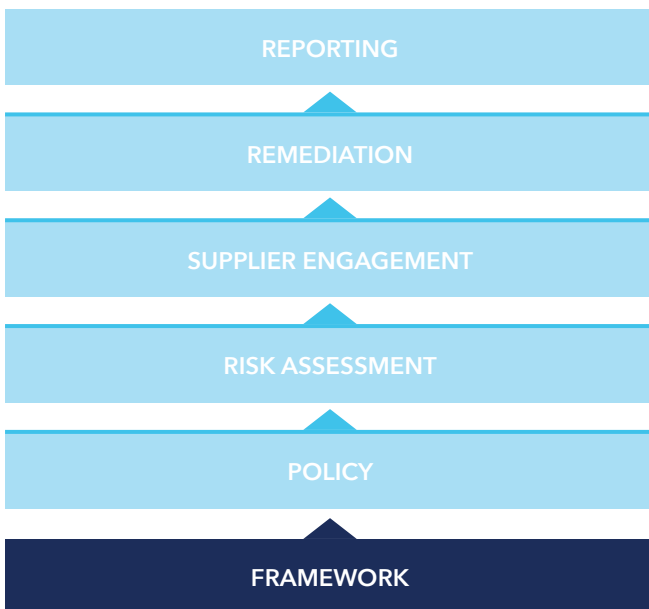 REPORTING
REMEDIATION
SUPPLIER ENGAGEMENT
RISK ASSESSMENT
POLICY
FRAMEWORK